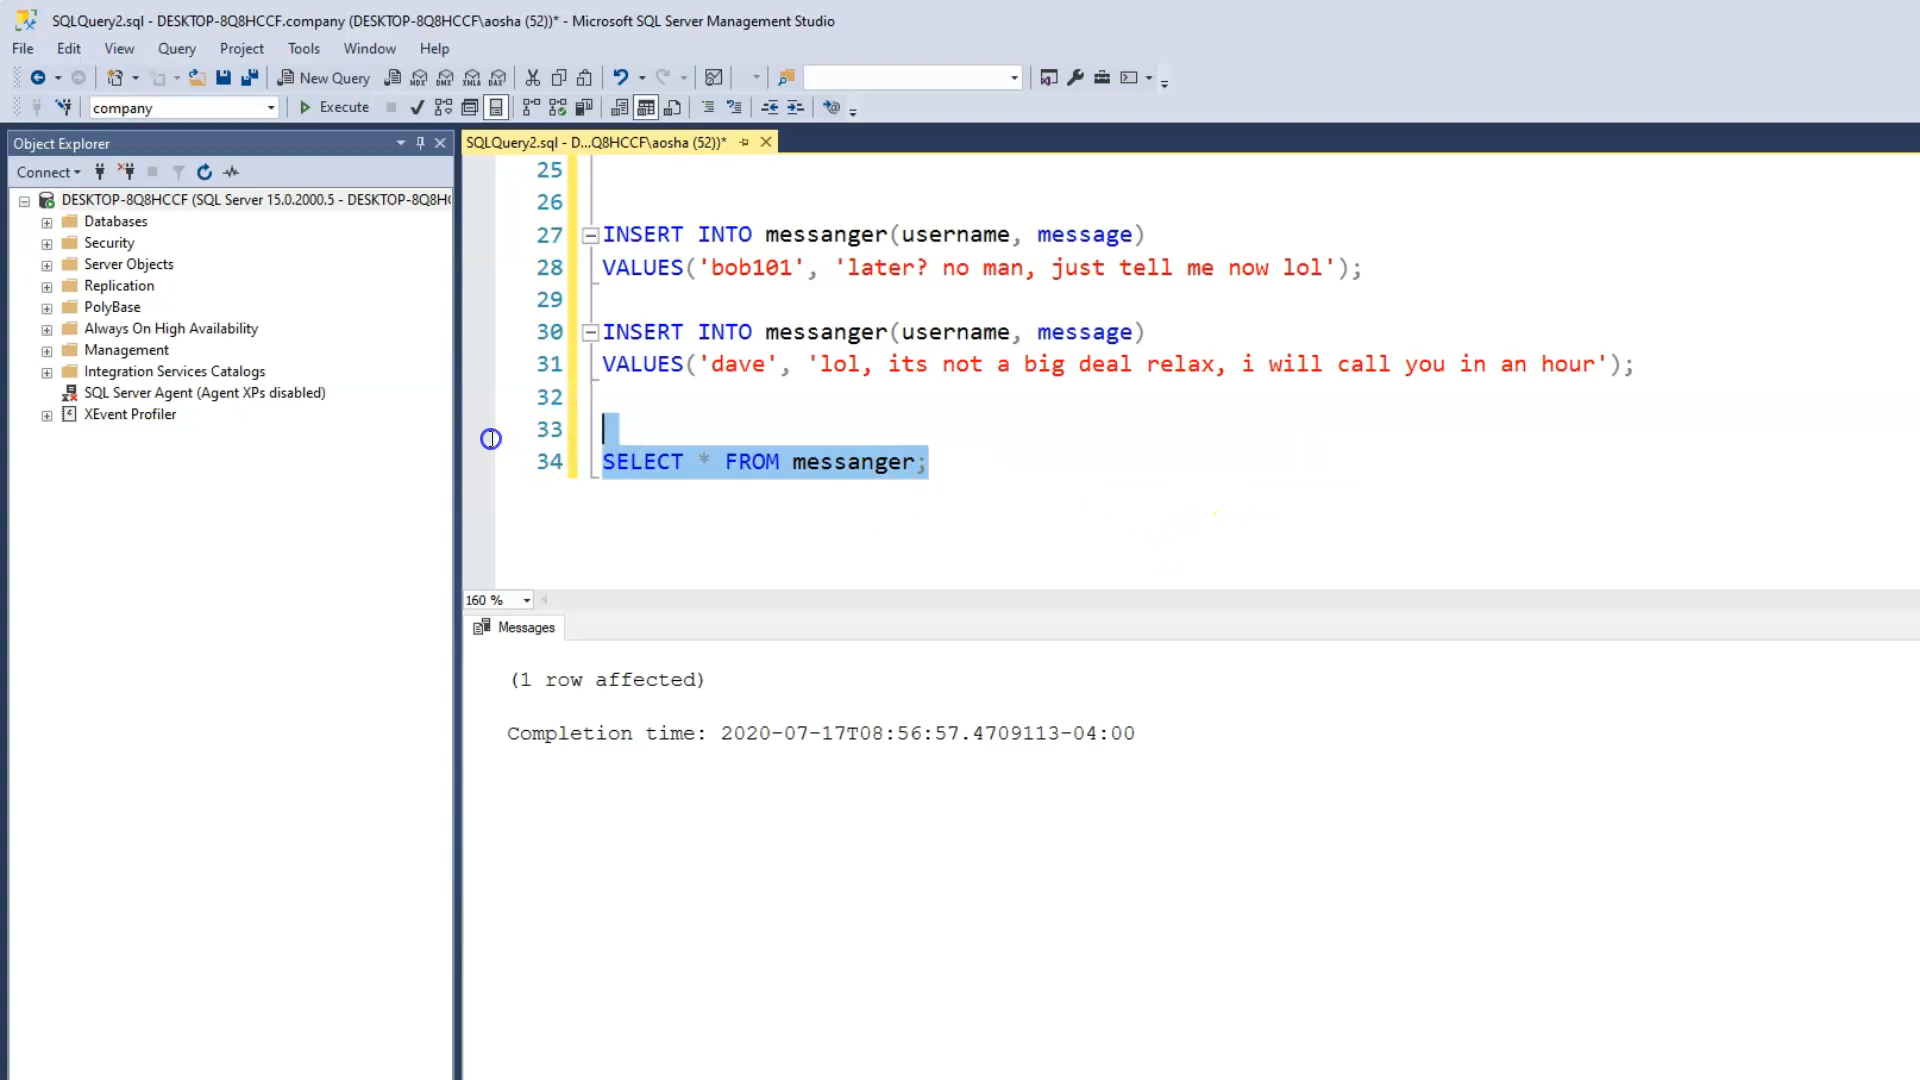 SQLQuery2.sql - DESKTOP-8Q8HCCF.company (DESKTOP-8Q8HCCF\aosha (52))* - Microsoft SQL Server Management Studio
File Edit View Query Project Tools Window Help
New Query MDX DMX XMLA DAX
company Execute
Object Explorer
SQLQuery2.sql - D...Q8HCCF\aosha (52))*
Connect
DESKTOP-8Q8HCCF (SQL Server 15.0.2000.5 - DESKTOP-8Q8H
Databases
Security
Server Objects
Replication
PolyBase
Always On High Availability
Management
Integration Services Catalogs
SQL Server Agent (Agent XPs disabled)
XEvent Profiler
25
26
27 INSERT INTO messanger(username, message)
28 VALUES('bob101', 'later? no man, just tell me now lol');
29
30 INSERT INTO messanger(username, message)
31 VALUES('dave', 'lol, its not a big deal relax, i will call you in an hour');
32
33
34 SELECT * FROM messanger;
160 %
Messages
(1 row affected)
Completion time: 2020-07-17T08:56:57.4709113-04:00